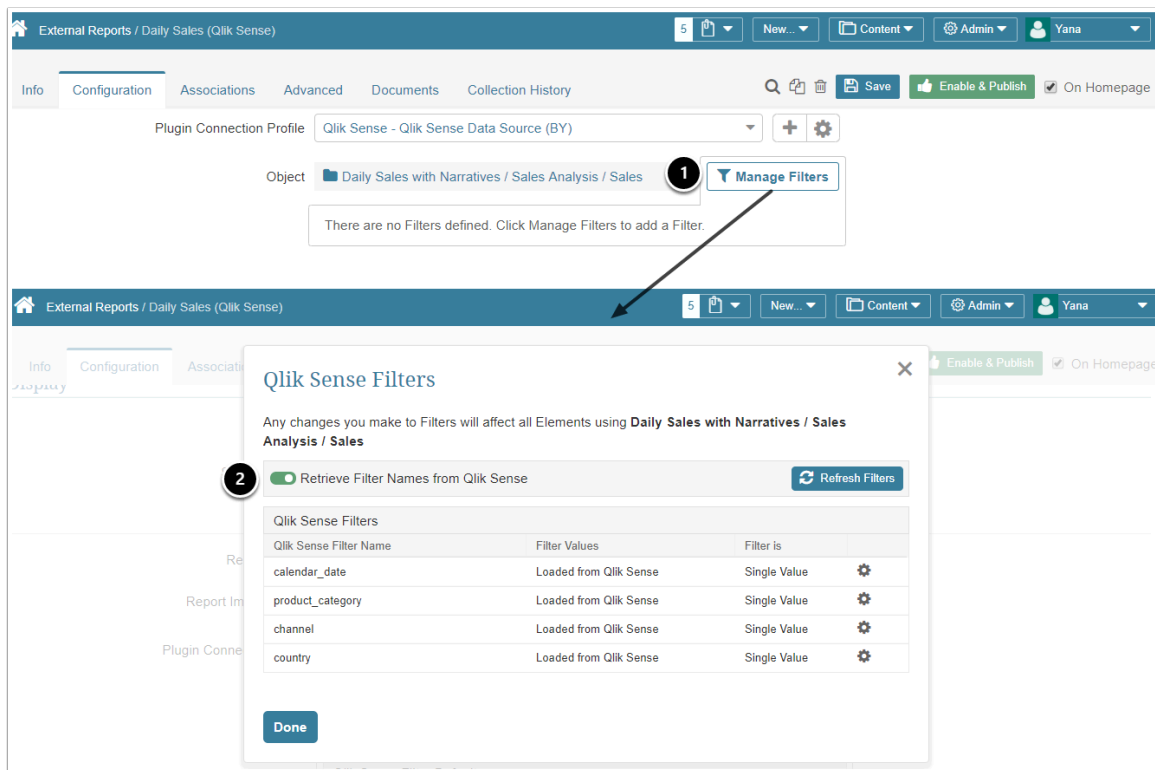 External Reports / Daily Sales (Qlik Sense)
5
New...
Content
Admin
Yana
Info
Configuration
Associations
Advanced
Documents
Collection History
Save
Enable & Publish
On Homepage
Plugin Connection Profile
Qlik Sense - Qlik Sense Data Source (BY)
Object
Daily Sales with Narratives / Sales Analysis / Sales
1
Manage Filters
There are no Filters defined. Click Manage Filters to add a Filter.
External Reports / Daily Sales (Qlik Sense)
5
New...
Content
Admin
Yana
Info
Configuration
Associati
Enable & Publish
On Homepage
Display
Qlik Sense Filters
Any changes you make to Filters will affect all Elements using Daily Sales with Narratives / Sales
Analysis / Sales
2
Retrieve Filter Names from Qlik Sense
Refresh Filters
Qlik Sense Filters
Qlik Sense Filter Name
Filter Values
Filter is
calendar_date
Loaded from Qlik Sense
Single Value
product_category
Loaded from Qlik Sense
Single Value
channel
Loaded from Qlik Sense
Single Value
country
Loaded from Qlik Sense
Single Value
Re
Report Im
Plugin Conne
Done